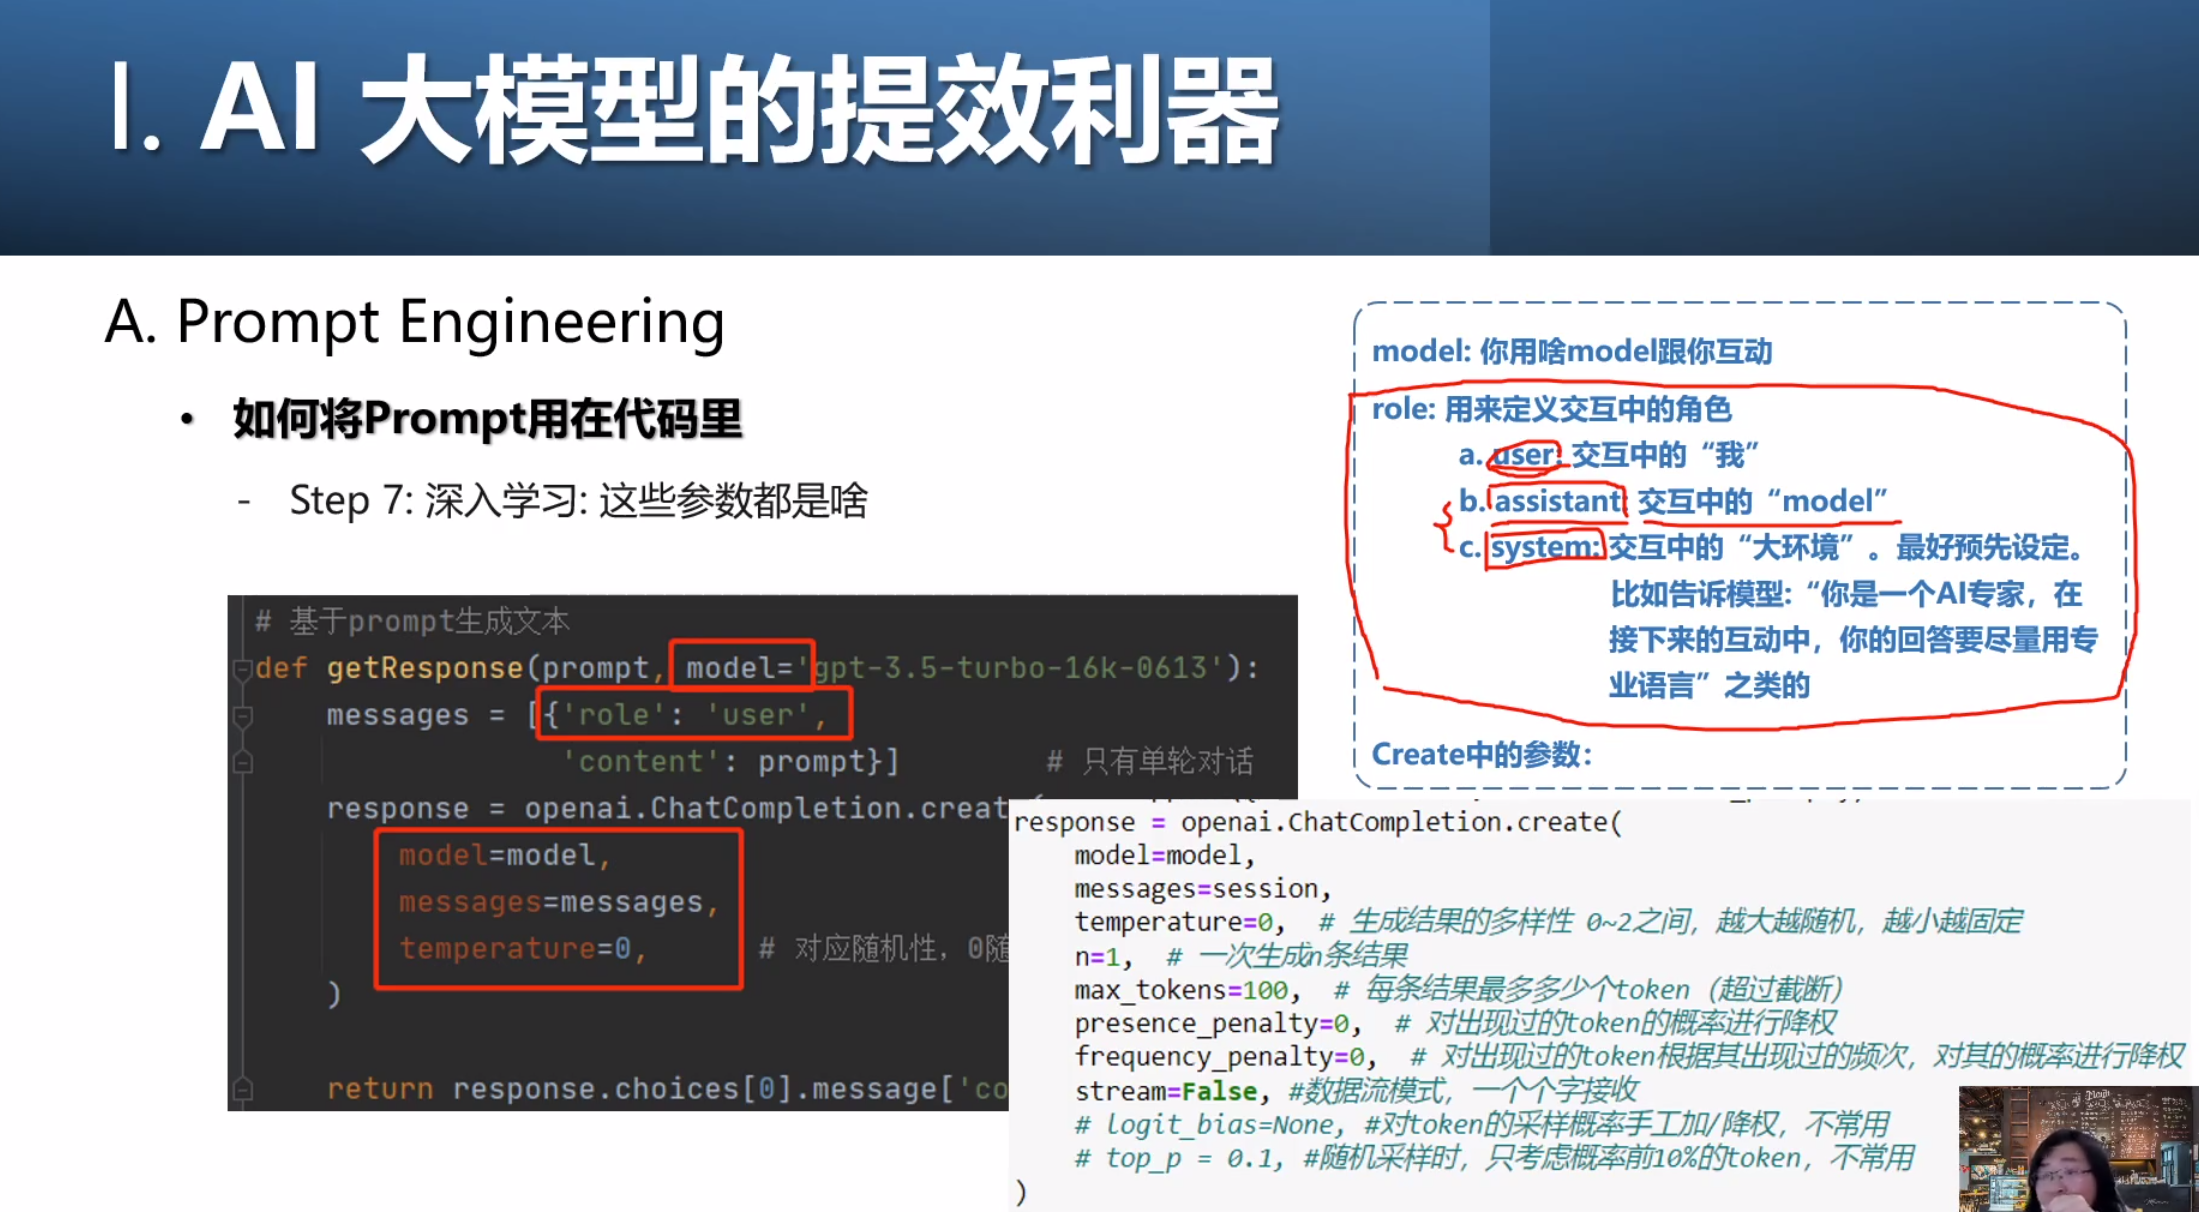 I. AI 大模型的提效利器
A. Prompt Engineering
• 如何将Prompt用在代码里
- Step 7: 深入学习: 这些参数都是啥
# 基于prompt生成文本
def getResponse(prompt, model='gpt-3.5-turbo-16k-0613'):
messages = [{'role': 'user',
'content': prompt}] # 只有单轮对话
response = openai.ChatCompletion.create(
model=model,
messages=messages,
temperature=0, # 对应随机性，0随
)
return response.choices[0].message['co
model: 你用啥model跟你互动
role: 用来定义交互中的角色
a. user: 交互中的“我”
b. assistant: 交互中的“model”
c. system: 交互中的“大环境”。最好预先设定。
比如告诉模型: “你是一个AI专家，在
接下来的互动中，你的回答要尽量用专
业语言”之类的
Create中的参数:
response = openai.ChatCompletion.create(
model=model,
messages=session,
temperature=0, # 生成结果的多样性 0~2之间，越大越随机，越小越固定
n=1, # 一次生成n条结果
max_tokens=100, # 每条结果最多多少个token（超过截断）
presence_penalty=0, # 对出现过的token的概率进行降权
frequency_penalty=0, # 对出现过的token根据其出现过的频次，对其的概率进行降权
stream=False, #数据流模式，一个个字接收
# logit_bias=None, #对token的采样概率手工加/降权，不常用
# top_p = 0.1, #随机采样时，只考虑概率前10%的token，不常用
)